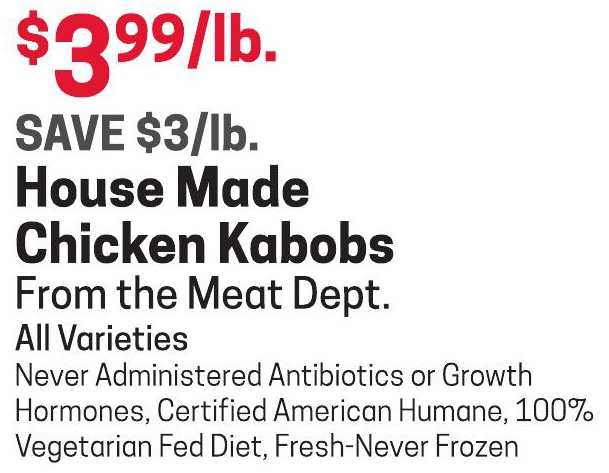 $3.99/lb.
SAVE $3/lb.
House Made
Chicken Kabobs
From the Meat Dept.
All Varieties
Never Administered Antibiotics or Growth
Hormones, Certified American Humane, 100%
Vegetarian Fed Diet, Fresh-Never Frozen